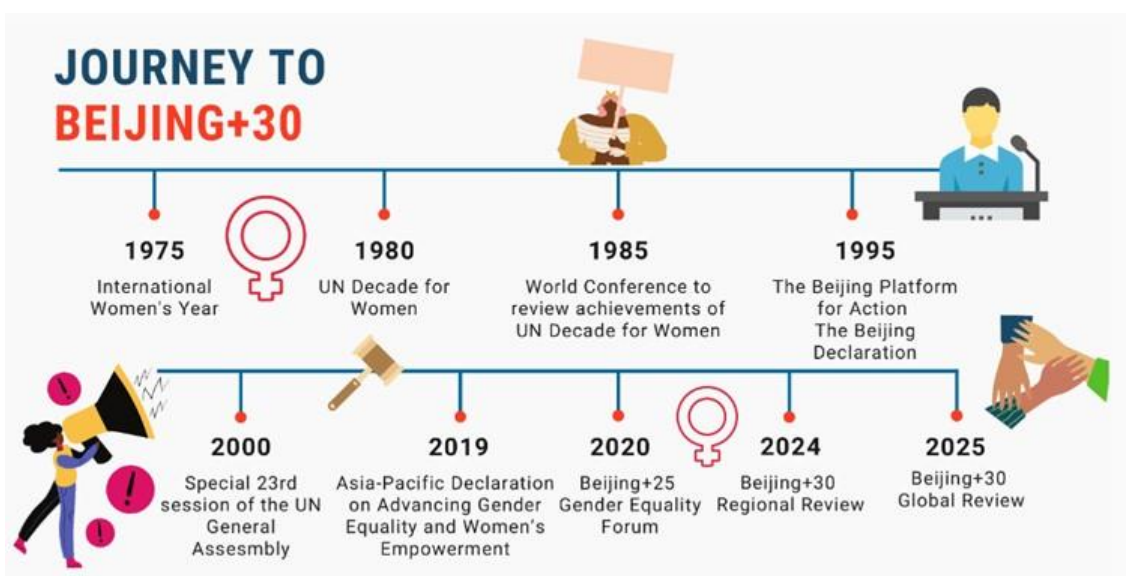 JOURNEY TO
BEIJING+30
1975
International
Women's Year
1980
UN Decade for
Women
1985
World Conference to
review achievements of
UN Decade for Women
1995
The Beijing Platform
for Action
The Beijing
Declaration
2000
Special 23rd
session of the UN
General
Assesmbly
2019
Asia-Pacific Declaration
on Advancing Gender
Equality and Women's
Empowerment
2020
Beijing+25
Gender Equality
Forum
2024
Beijing+30
Regional Review
2025
Beijing+30
Global Review